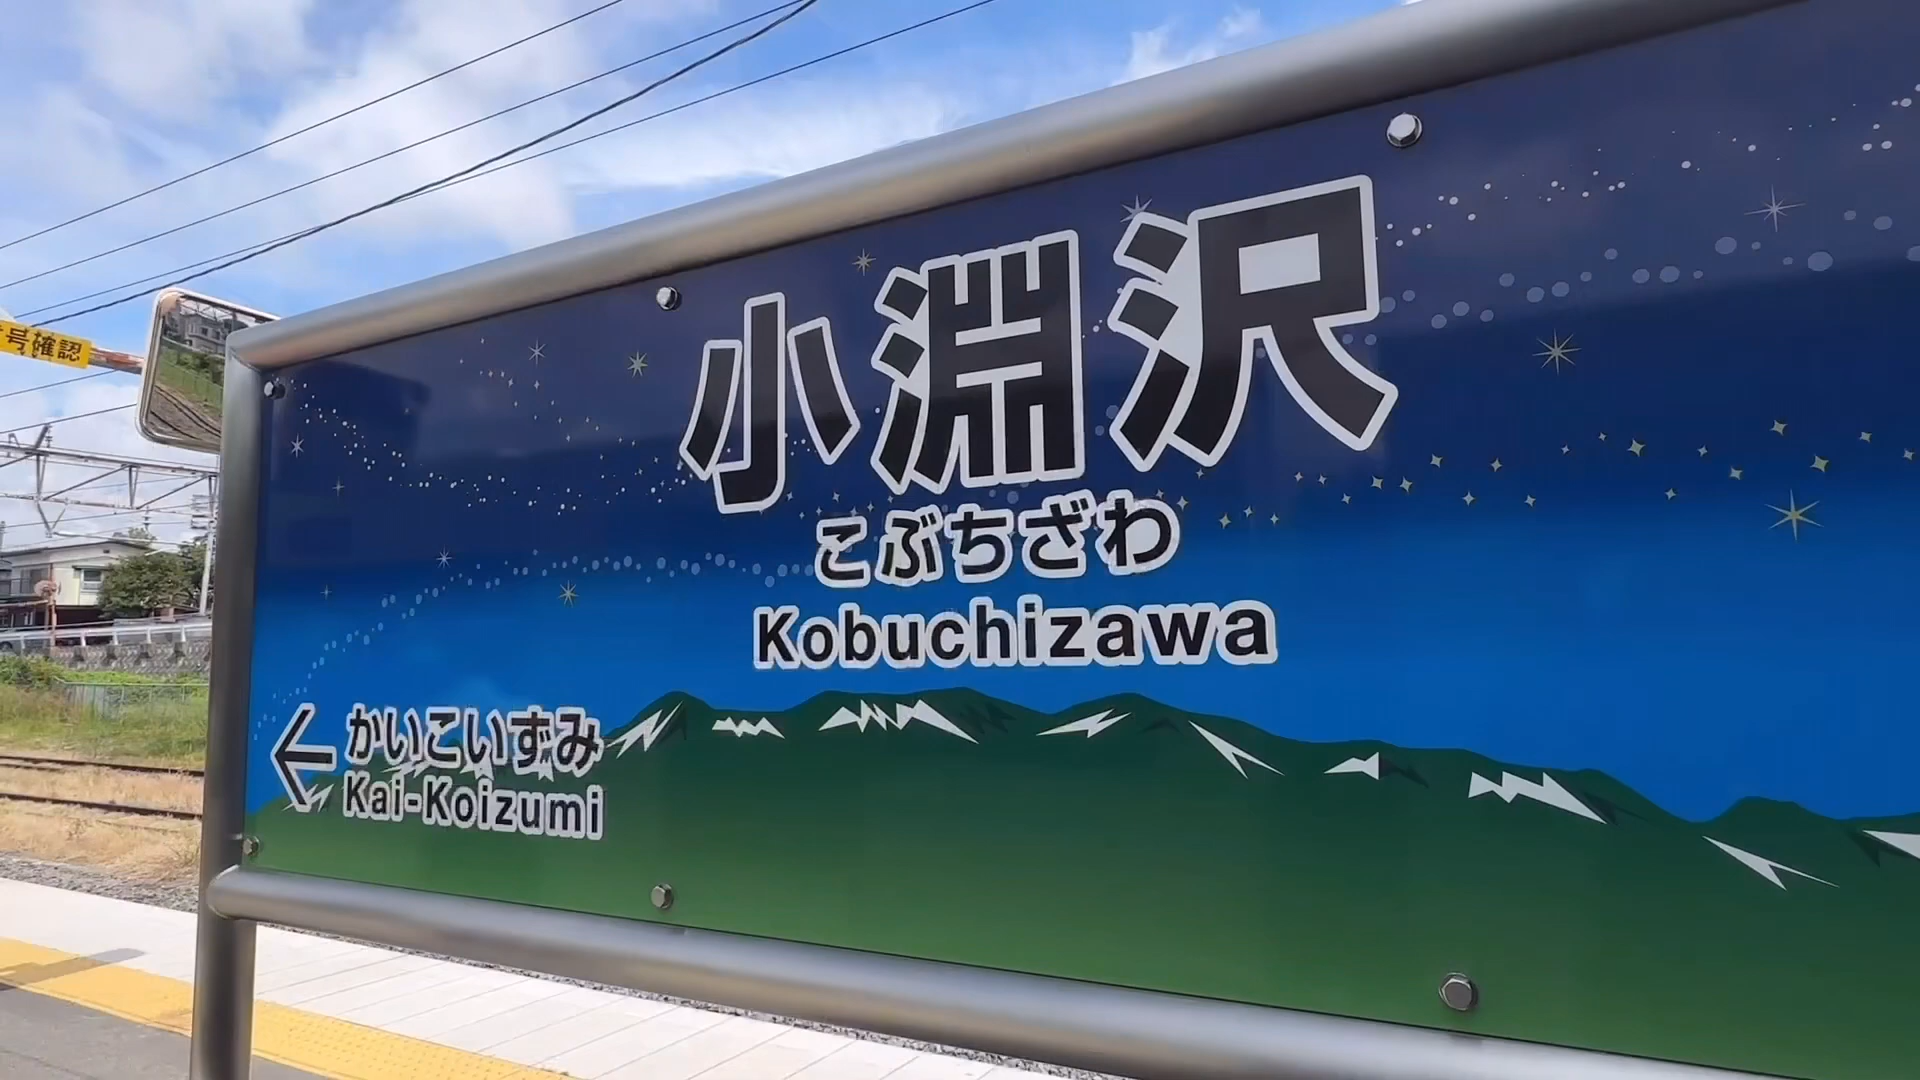 号確認
小淵沢
こぶちざわ
Kobuchizawa
← かいこいずみ
Kai-Koizumi